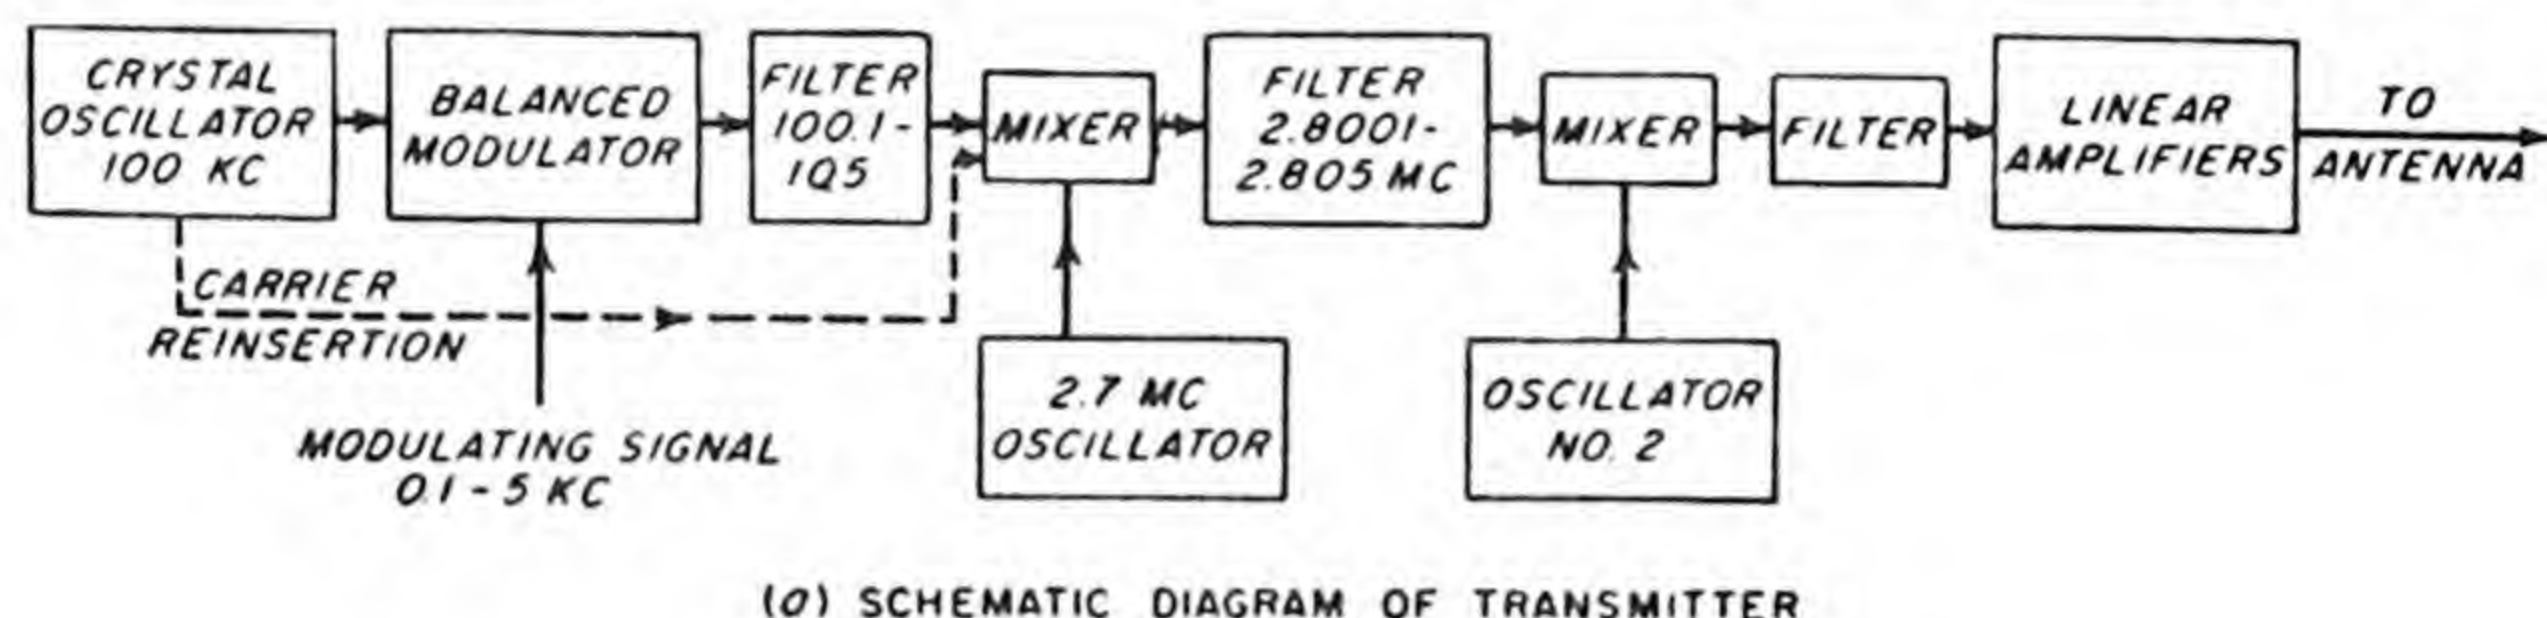 CRYSTAL
OSCILLATOR
100 KC
BALANCED
MODULATOR
FILTER
100.1-
105
MIXER
FILTER
2.8001-
2.805 MC
MIXER
FILTER
LINEAR
AMPLIFIERS
TO
ANTENNA
CARRIER
REINSERTION
MODULATING SIGNAL
0.1-5 KC
2.7 MC
OSCILLATOR
OSCILLATOR
NO. 2
(a) SCHEMATIC DIAGRAM OF TRANSMITTER